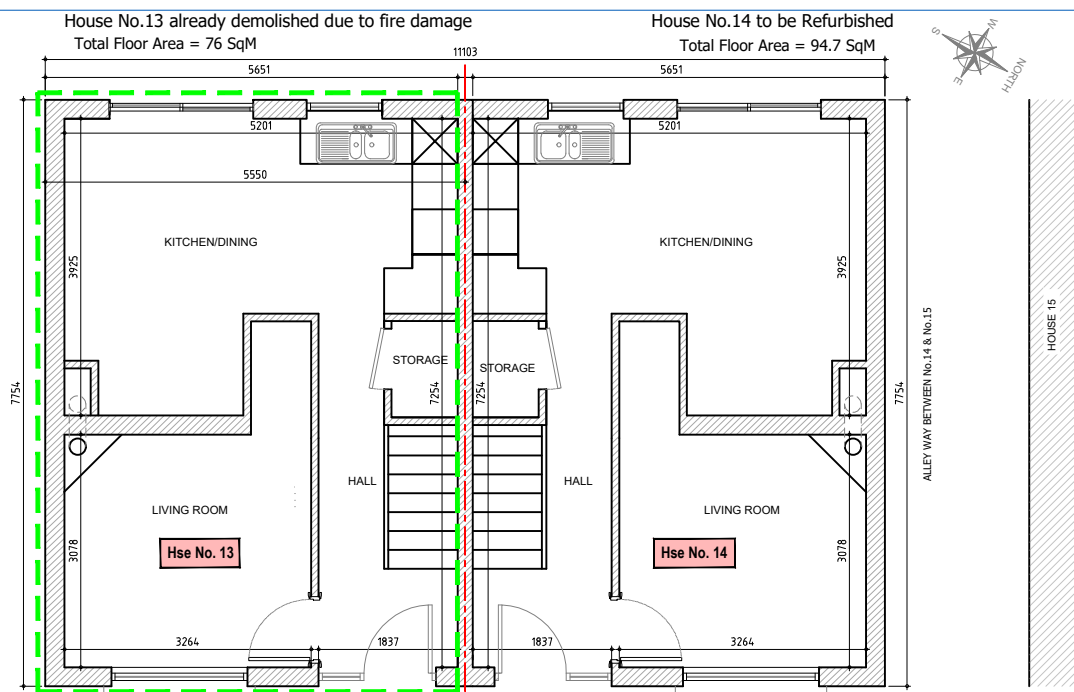 House No.13 already demolished due to fire damage
Total Floor Area = 76 SqM
House No.14 to be Refurbished
Total Floor Area = 94.7 SqM
11103
5651
5651
S
W
E
NORTH
5201
5201
5550
KITCHEN/DINING
KITCHEN/DINING
3925
3925
STORAGE
STORAGE
7754
7254
7254
7754
ALLEY WAY BETWEEN No.14 & No.15
HOUSE 15
HALL
HALL
LIVING ROOM
LIVING ROOM
Hse No. 13
Hse No. 14
3078
3078
3264
1837
1837
3264